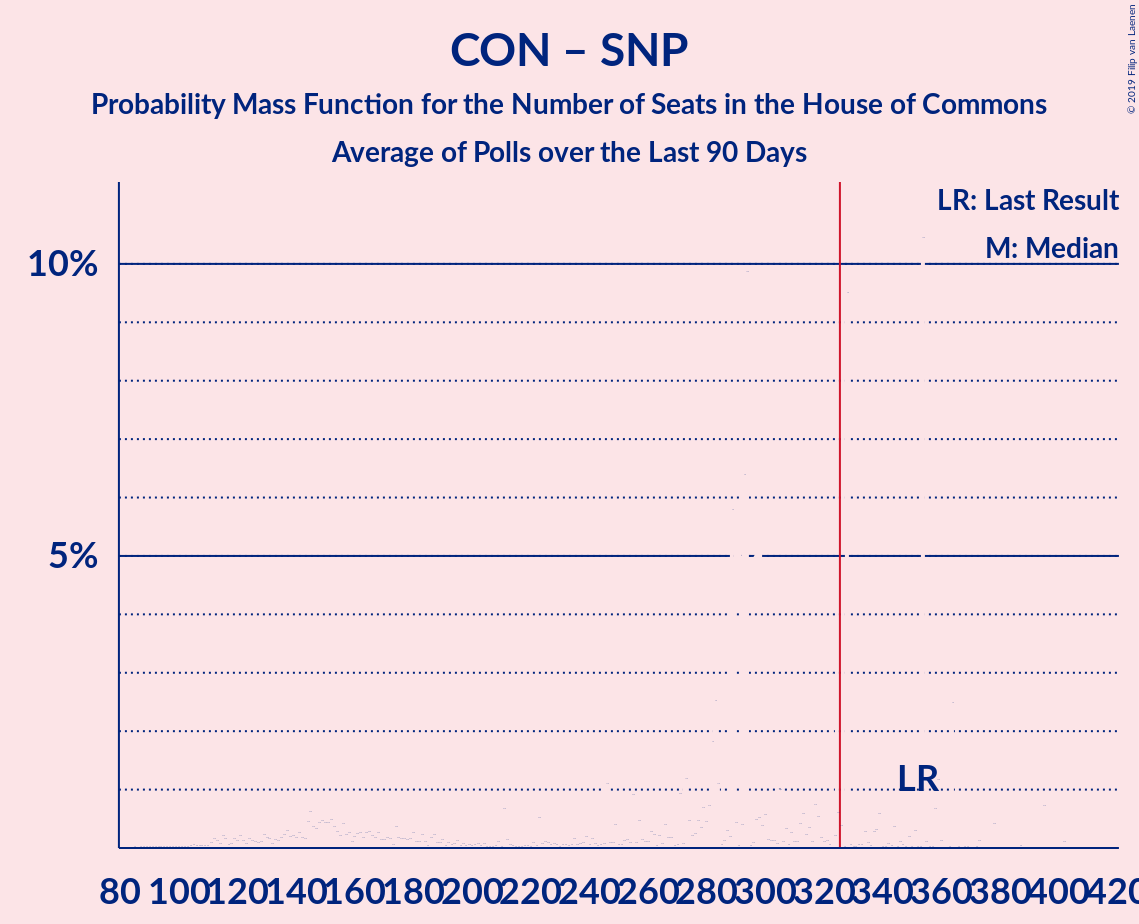 CON – SNP
Probability Mass Function for the Number of Seats in the House of Commons
Average of Polls over the Last 90 Days
© 2019 Filip van Laenen
LR: Last Result
M: Median
10%
5%
LR
80 100 120 140 160 180 200 220 240 260 280 300 320 340 360 380 400 420